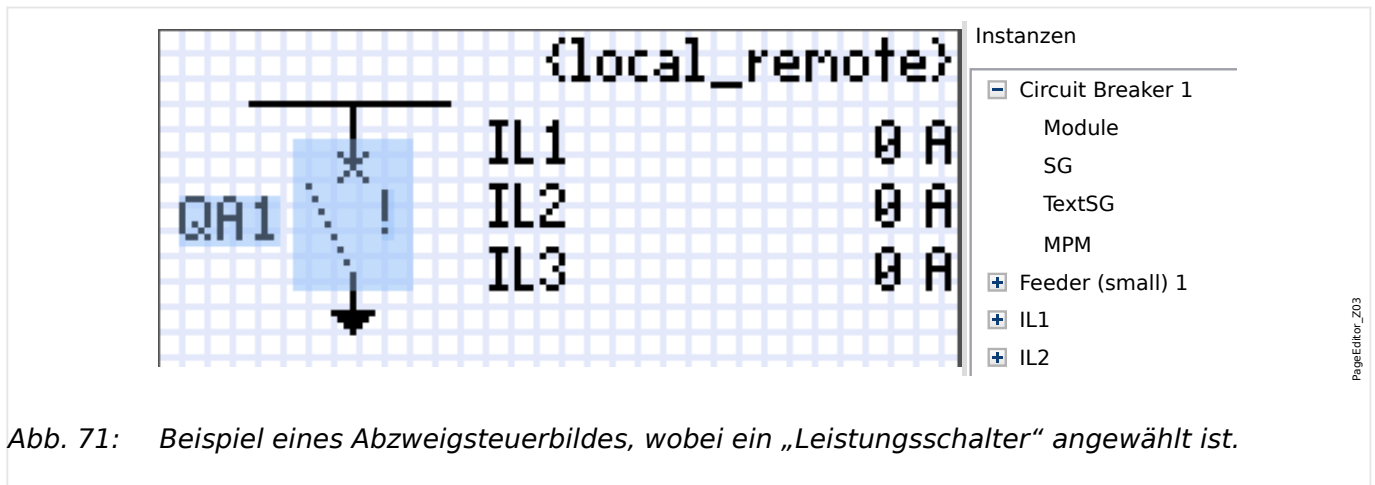 {local_remote}
IL1 0 A
QA1 ! IL2 0 A
IL3 0 A
Instanzen
Circuit Breaker 1
Module
SG
TextSG
MPM
Feeder (small) 1
IL1
IL2
PageEditor_Z03
Abb. 71: Beispiel eines Abzweigsteuerbildes, wobei ein „Leistungsschalter“ angewählt ist.